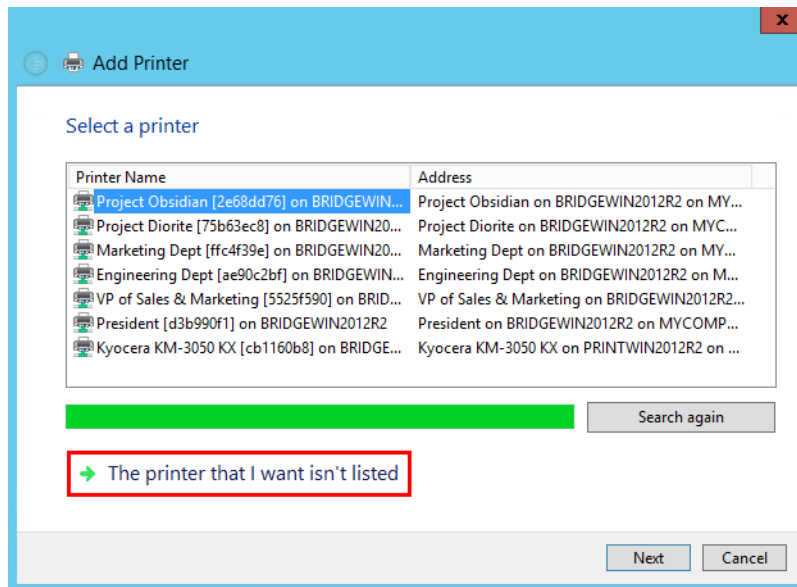 x
Add Printer
Select a printer
Printer Name Address
Project Obsidian [2e68dd76] on BRIDGEWIN... Project Obsidian on BRIDGEWIN2012R2 on MY...
Project Diorite [75b63ec8] on BRIDGEWIN20... Project Diorite on BRIDGEWIN2012R2 on MYC...
Marketing Dept [ffc4f39e] on BRIDGEWIN20... Marketing Dept on BRIDGEWIN2012R2 on MY...
Engineering Dept [ae90c2bf] on BRIDGEWIN... Engineering Dept on BRIDGEWIN2012R2 on M...
VP of Sales & Marketing [5525f590] on BRID... VP of Sales & Marketing on BRIDGEWIN2012R2...
President [d3b990f1] on BRIDGEWIN2012R2 President on BRIDGEWIN2012R2 on MYCOMP...
Kyocera KM-3050 KX [cb1160b8] on BRIDGE... Kyocera KM-3050 KX on PRINTWIN2012R2 on ...
Search again
The printer that I want isn't listed
Next Cancel